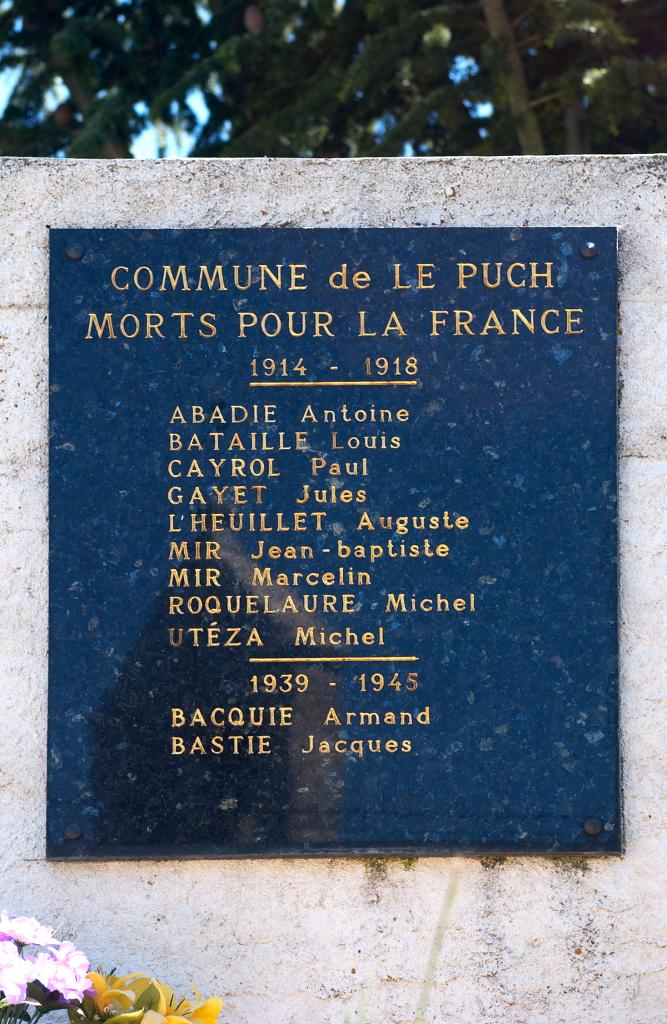 COMMUNE de LE PUCH
MORTS POUR LA FRANCE
1914 - 1918
ABADIE Antoine
BATAILLE Louis
CAYROL Paul
GAYET Jules
L'HEUILLET Auguste
MIR Jean-baptiste
MIR Marcelin
ROQUELAURE Michel
UTÉZA Michel
1939 - 1945
BACQUIE Armand
BASTIE Jacques